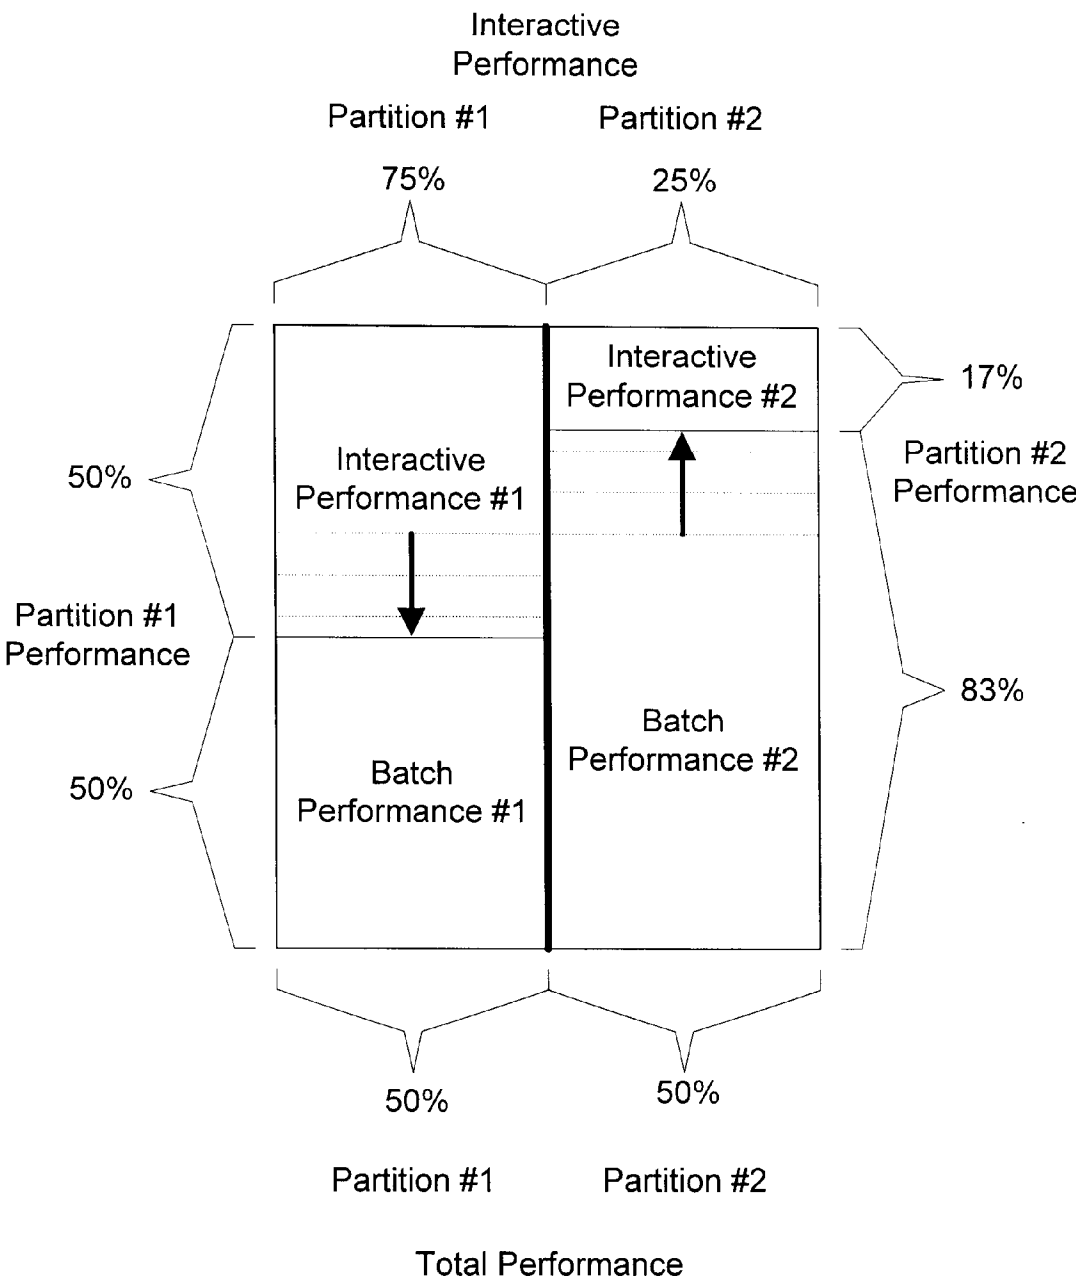 Interactive
Performance
Partition #1 Partition #2
75% 25%
Interactive
Performance #2
17%
Interactive
Performance #1
50%
Partition #2
Performance
Partition #1
Performance
83%
Batch
Performance #2
Batch
Performance #1
50%
50% 50%
Partition #1 Partition #2
Total Performance